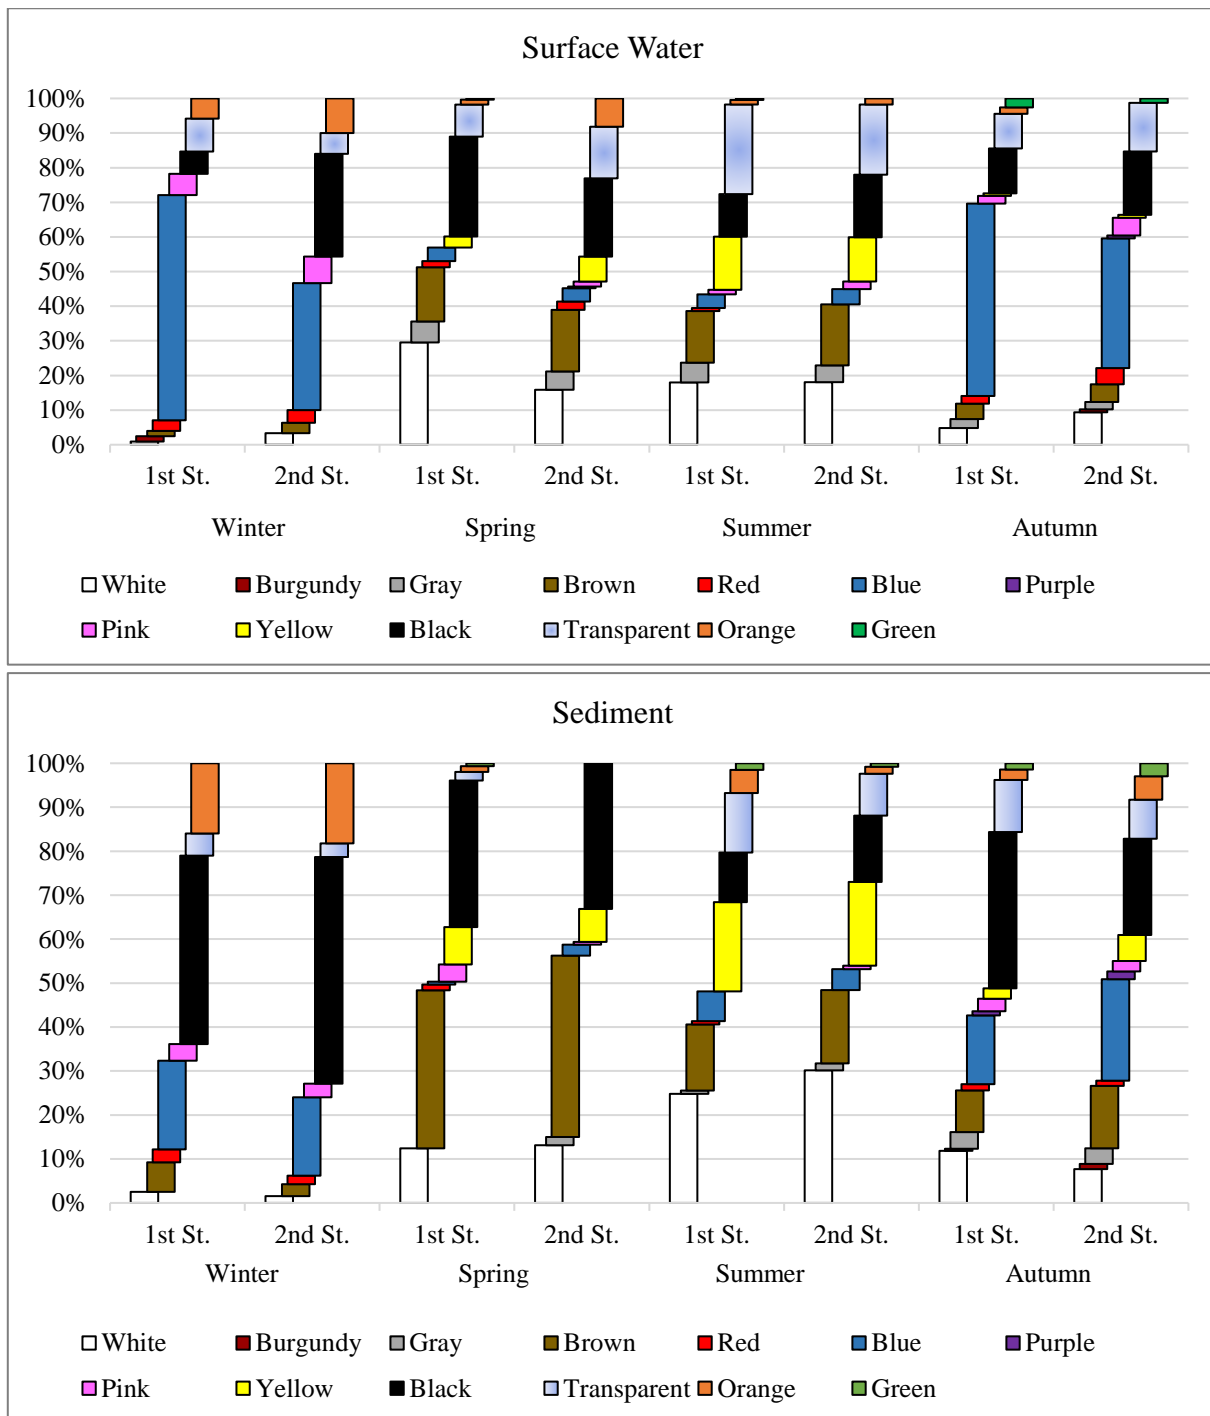 Surface Water
100%
90%
80%
70%
60%
50%
40%
30%
20%
10%
0%
1st St. 2nd St. 1st St. 2nd St. 1st St. 2nd St. 1st St. 2nd St.
Winter Spring Summer Autumn
White Burgundy Gray Brown Red Blue Purple
Pink Yellow Black Transparent Orange Green
Sediment
100%
90%
80%
70%
60%
50%
40%
30%
20%
10%
0%
1st St. 2nd St. 1st St. 2nd St. 1st St. 2nd St. 1st St. 2nd St.
Winter Spring Summer Autumn
White Burgundy Gray Brown Red Blue Purple
Pink Yellow Black Transparent Orange Green